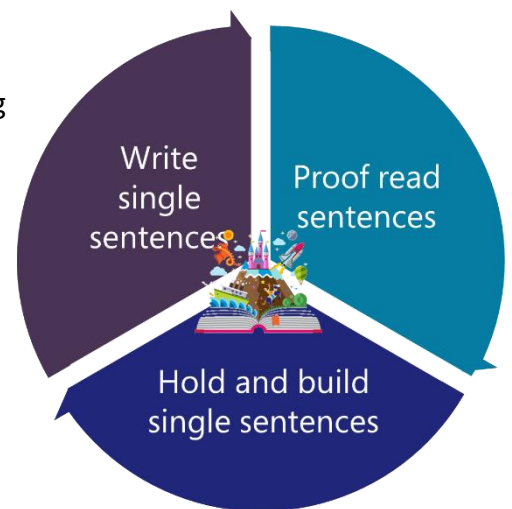 g
Write
single
sentences
Proof read
sentences
Hold and build
single sentences